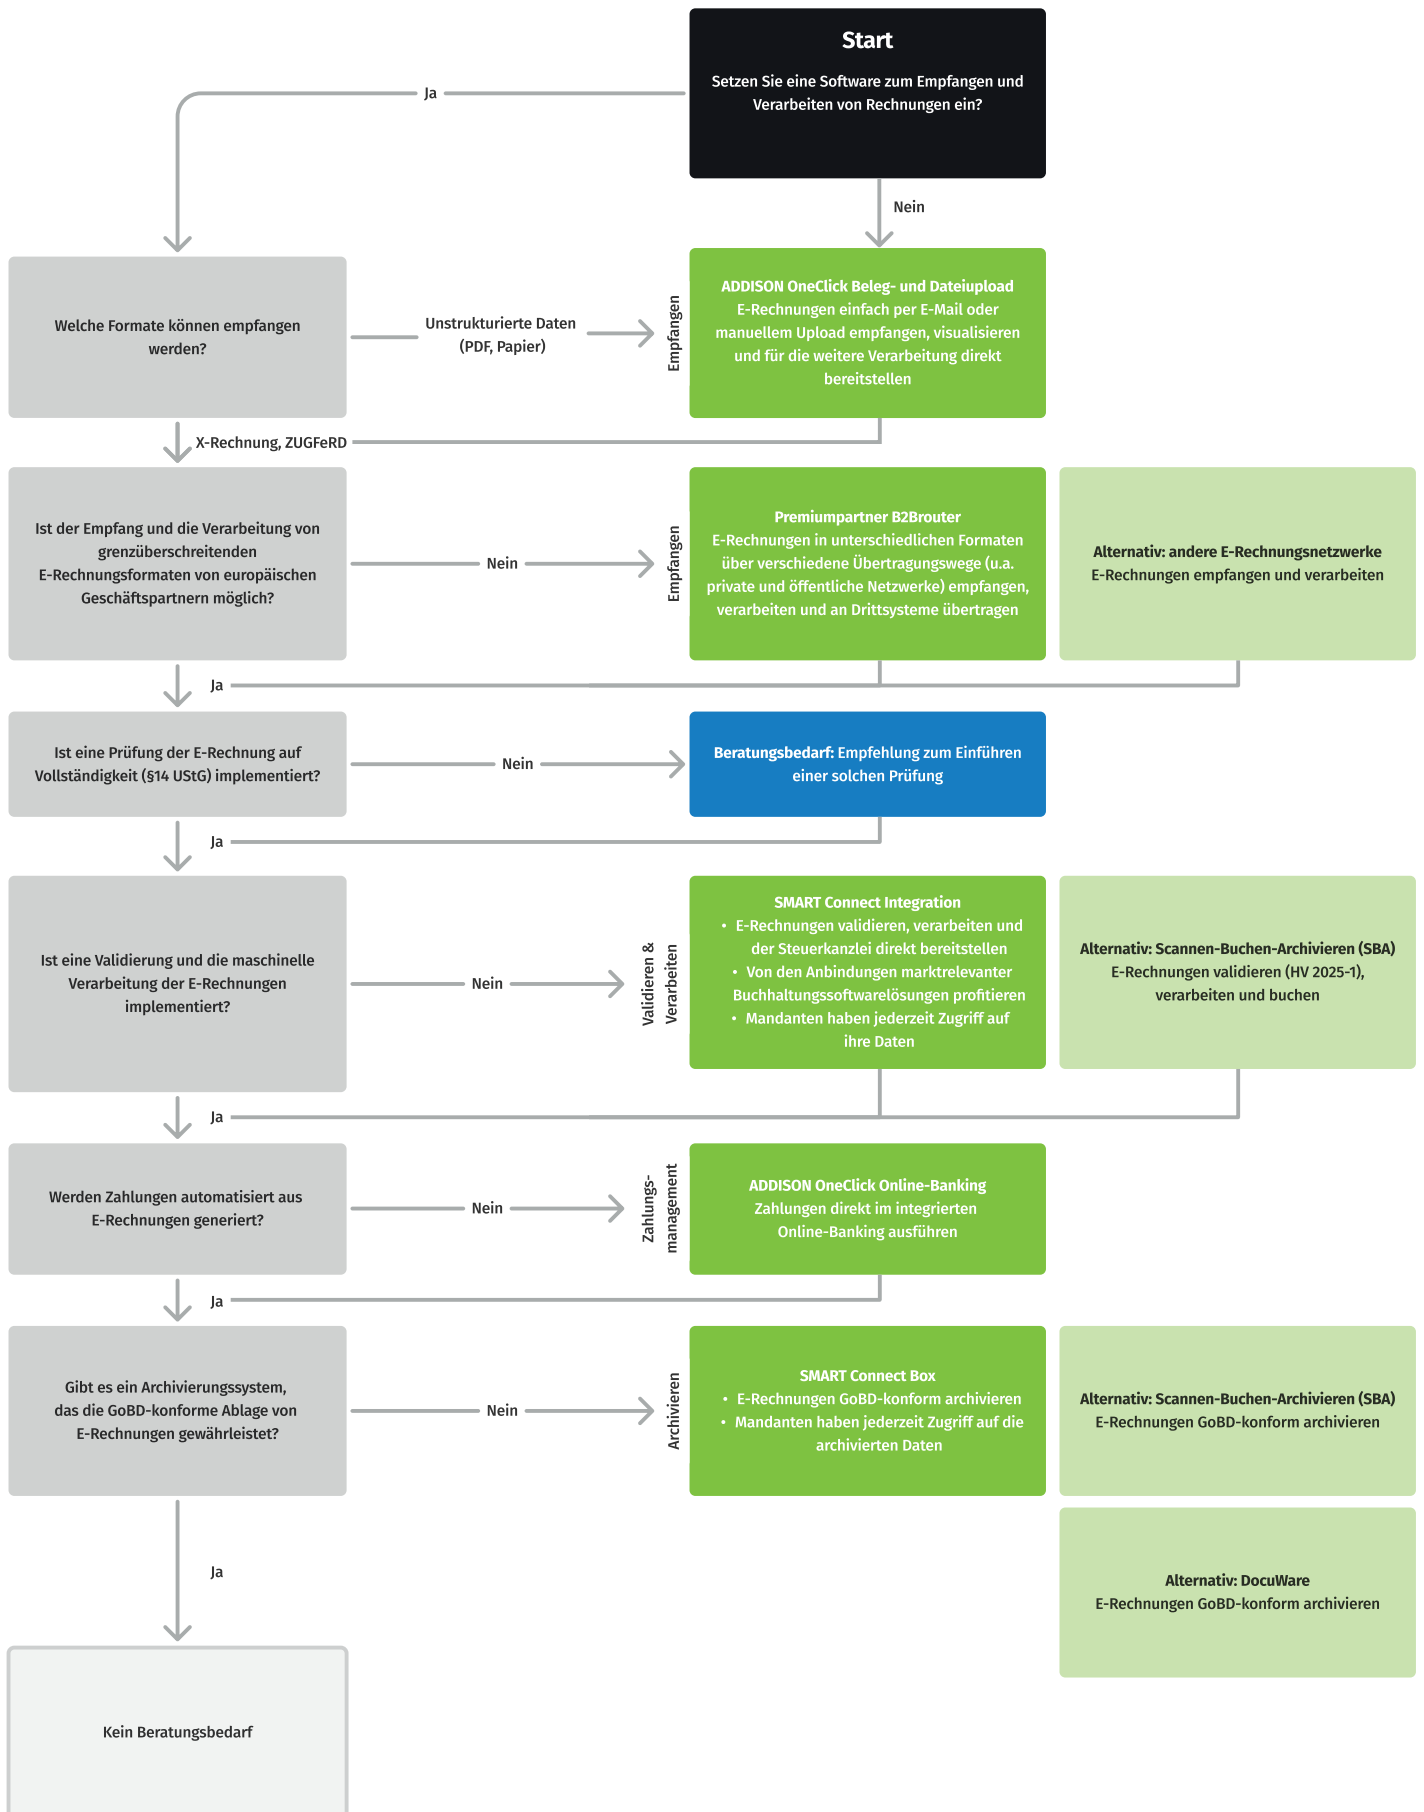 Start
Setzen Sie eine Software zum Empfangen und
Verarbeiten von Rechnungen ein?
Ja
Nein
Welche Formate können empfangen
werden?
Unstrukturierte Daten
(PDF, Papier)
Empfangen
ADDISON OneClick Beleg- und Dateiupload
E-Rechnungen einfach per E-Mail oder
manuellem Upload empfangen, visualisieren
und für die weitere Verarbeitung direkt
bereitstellen
X-Rechnung, ZUGFeRD
Ist der Empfang und die Verarbeitung von
grenzüberschreitenden
E-Rechnungsformaten von europäischen
Geschäftspartnern möglich?
Nein
Empfangen
Premiumpartner B2Brouter
E-Rechnungen in unterschiedlichen Formaten
über verschiedene Übertragungswege (u.a.
private und öffentliche Netzwerke) empfangen,
verarbeiten und an Drittsysteme übertragen
Alternativ: andere E-Rechnungsnetzwerke
E-Rechnungen empfangen und verarbeiten
Ja
Ist eine Prüfung der E-Rechnung auf
Vollständigkeit (§14 UStG) implementiert?
Nein
Beratungsbedarf: Empfehlung zum Einführen
einer solchen Prüfung
Ja
Ist eine Validierung und die maschinelle
Verarbeitung der E-Rechnungen
implementiert?
Nein
Validieren &
Verarbeiten
SMART Connect Integration
• E-Rechnungen validieren, verarbeiten und
der Steuerkanzlei direkt bereitstellen
• Von den Anbindungen marktrelevanter
Buchhaltungssoftwarelösungen profitieren
• Mandanten haben jederzeit Zugriff auf
ihre Daten
Alternativ: Scannen-Buchen-Archivieren (SBA)
E-Rechnungen validieren (HV 2025-1),
verarbeiten und buchen
Ja
Werden Zahlungen automatisiert aus
E-Rechnungen generiert?
Nein
Zahlungs-
management
ADDISON OneClick Online-Banking
Zahlungen direkt im integrierten
Online-Banking ausführen
Ja
Gibt es ein Archivierungssystem,
das die GoBD-konforme Ablage von
E-Rechnungen gewährleistet?
Nein
Archivieren
SMART Connect Box
• E-Rechnungen GoBD-konform archivieren
• Mandanten haben jederzeit Zugriff auf die
archivierten Daten
Alternativ: Scannen-Buchen-Archivieren (SBA)
E-Rechnungen GoBD-konform archivieren
Ja
Alternativ: DocuWare
E-Rechnungen GoBD-konform archivieren
Kein Beratungsbedarf